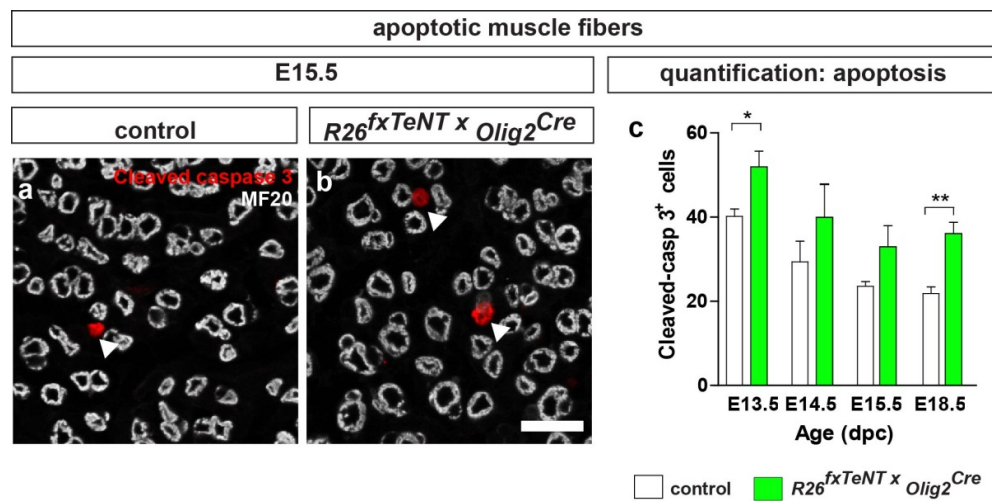 apoptotic muscle fibers
E15.5
quantification: apoptosis
control
R26fxTeNT x Olig2Cre
a
Cleaved caspase 3
MF20
b
c
Cleaved-casp 3+ cells
60
40
20
0
*
**
E13.5 E14.5 E15.5 E18.5
Age (dpc)
control
R26fxTeNT x Olig2Cre